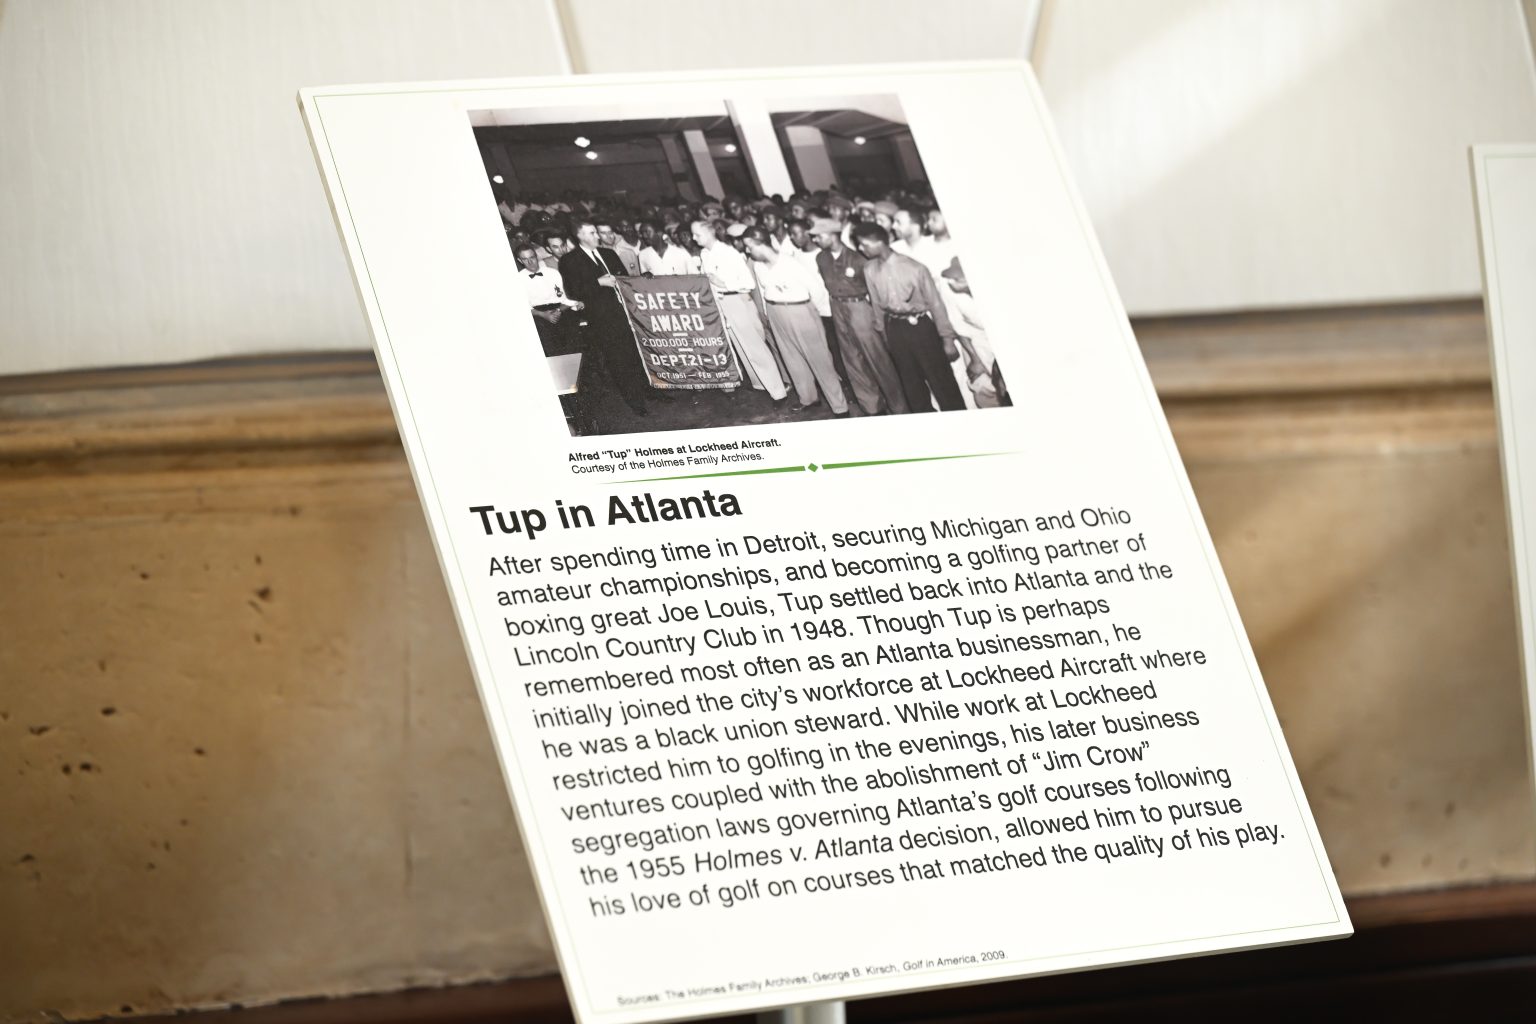 SAFETY
AWARD
2,000,000 HOURS
DEPT.21-13
OCT.1951 — FEB. 1955
Alfred “Tup” Holmes at Lockheed Aircraft.
Courtesy of the Holmes Family Archives.
Tup in Atlanta
After spending time in Detroit, securing Michigan and Ohio
amateur championships, and becoming a golfing partner of
boxing great Joe Louis, Tup settled back into Atlanta and the
Lincoln Country Club in 1948. Though Tup is perhaps
remembered most often as an Atlanta businessman, he
initially joined the city’s workforce at Lockheed Aircraft where
he was a black union steward. While work at Lockheed
restricted him to golfing in the evenings, his later business
ventures coupled with the abolishment of “Jim Crow”
segregation laws governing Atlanta’s golf courses following
the 1955 Holmes v. Atlanta decision, allowed him to pursue
his love of golf on courses that matched the quality of his play.
Sources: The Holmes Family Archives; George B. Kirsch, Golf in America, 2009.